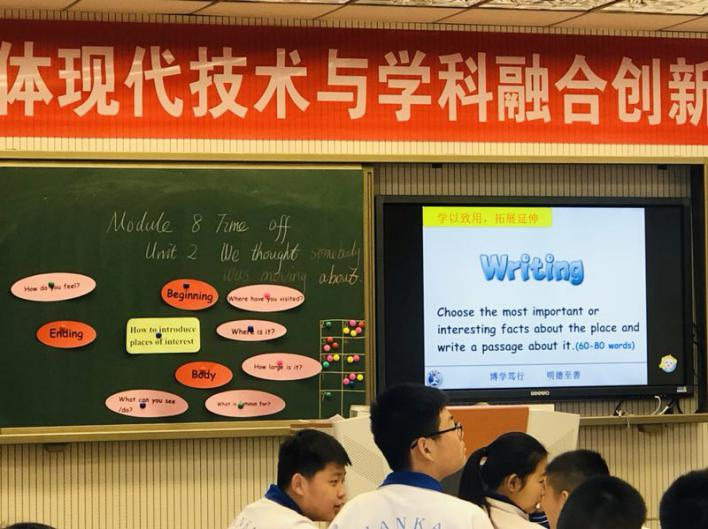 体现代技术与学科融合创新
Module 8 Time off
Unit 2 We thought somebody
was moving about.
How do you feel?
Beginning
Where have you visited?
Ending
How to introduce
places of interest
Where is it?
Body
How large is it?
What can you see
/do?
What is famous for?
学以致用，拓展延伸
Writing
Choose the most important or
interesting facts about the place and
write a passage about it.(60-80 words)
博学笃行 明德至善
NANKA